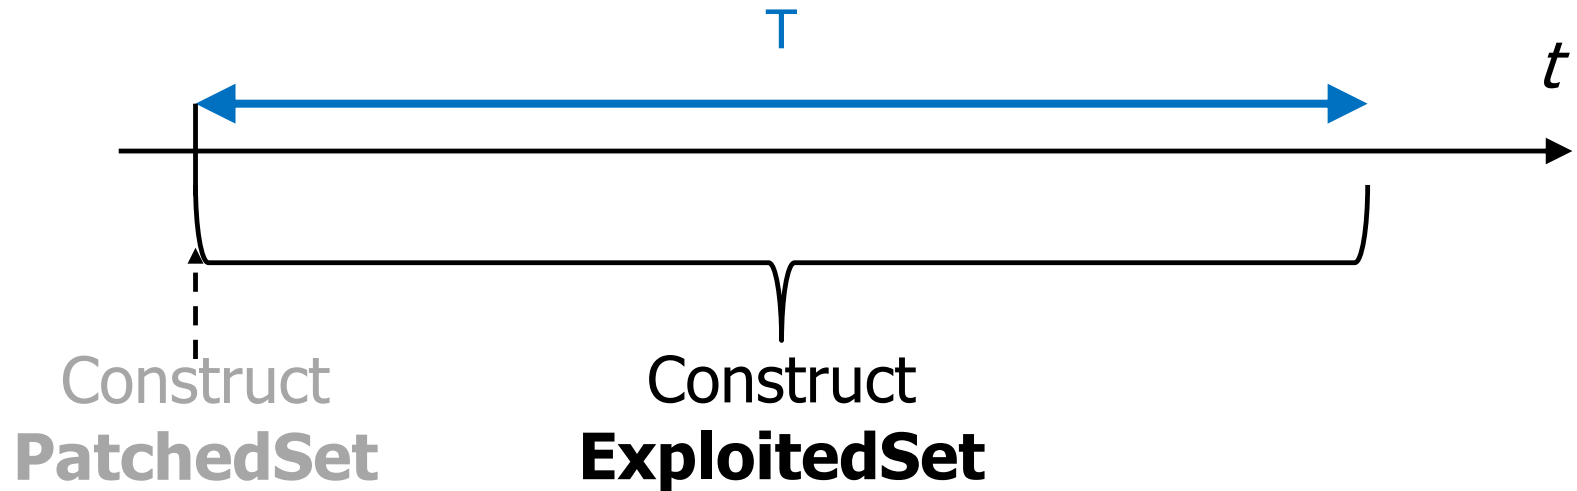 T
t
Construct
PatchedSet
Construct
ExploitedSet